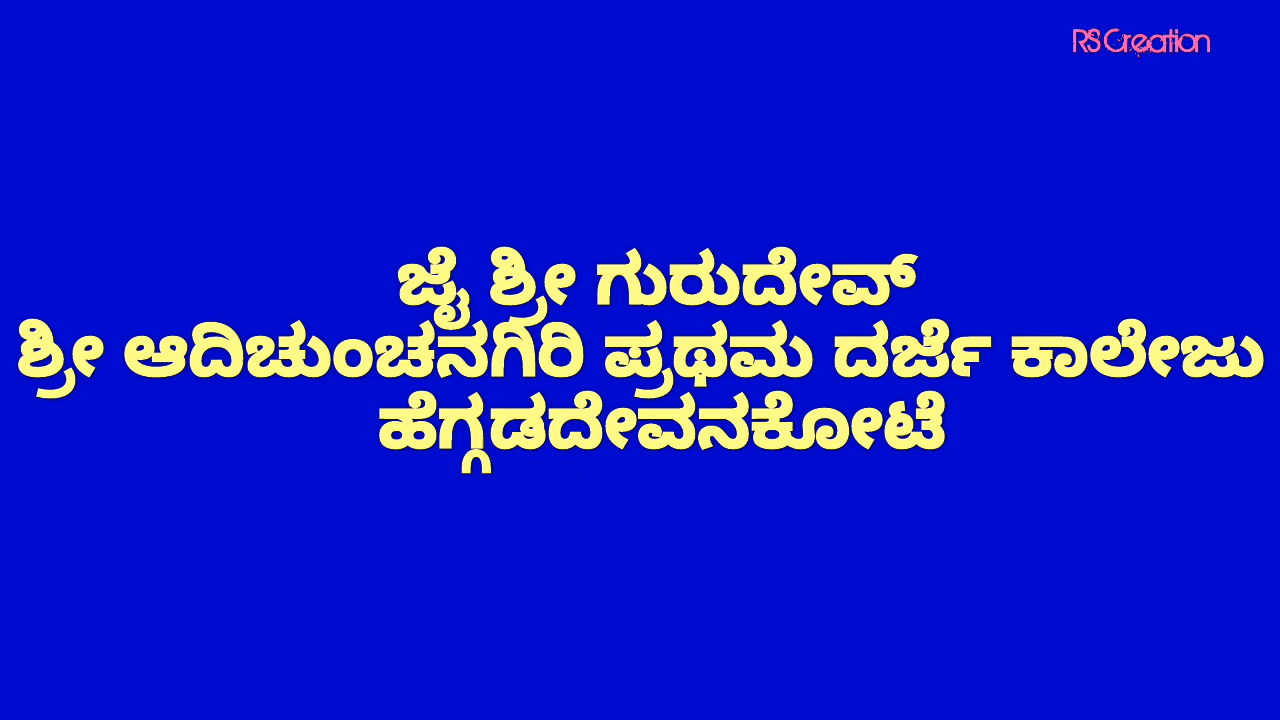 RS Creation
ಜೈ ಶ್ರೀ ಗುರುದೇವ್
ಶ್ರೀ ಆದಿಚುಂಚನಗಿರಿ ಪ್ರಥಮ ದರ್ಜೆ ಕಾಲೇಜು
ಹೆಗ್ಗಡದೇವನಕೋಟೆ